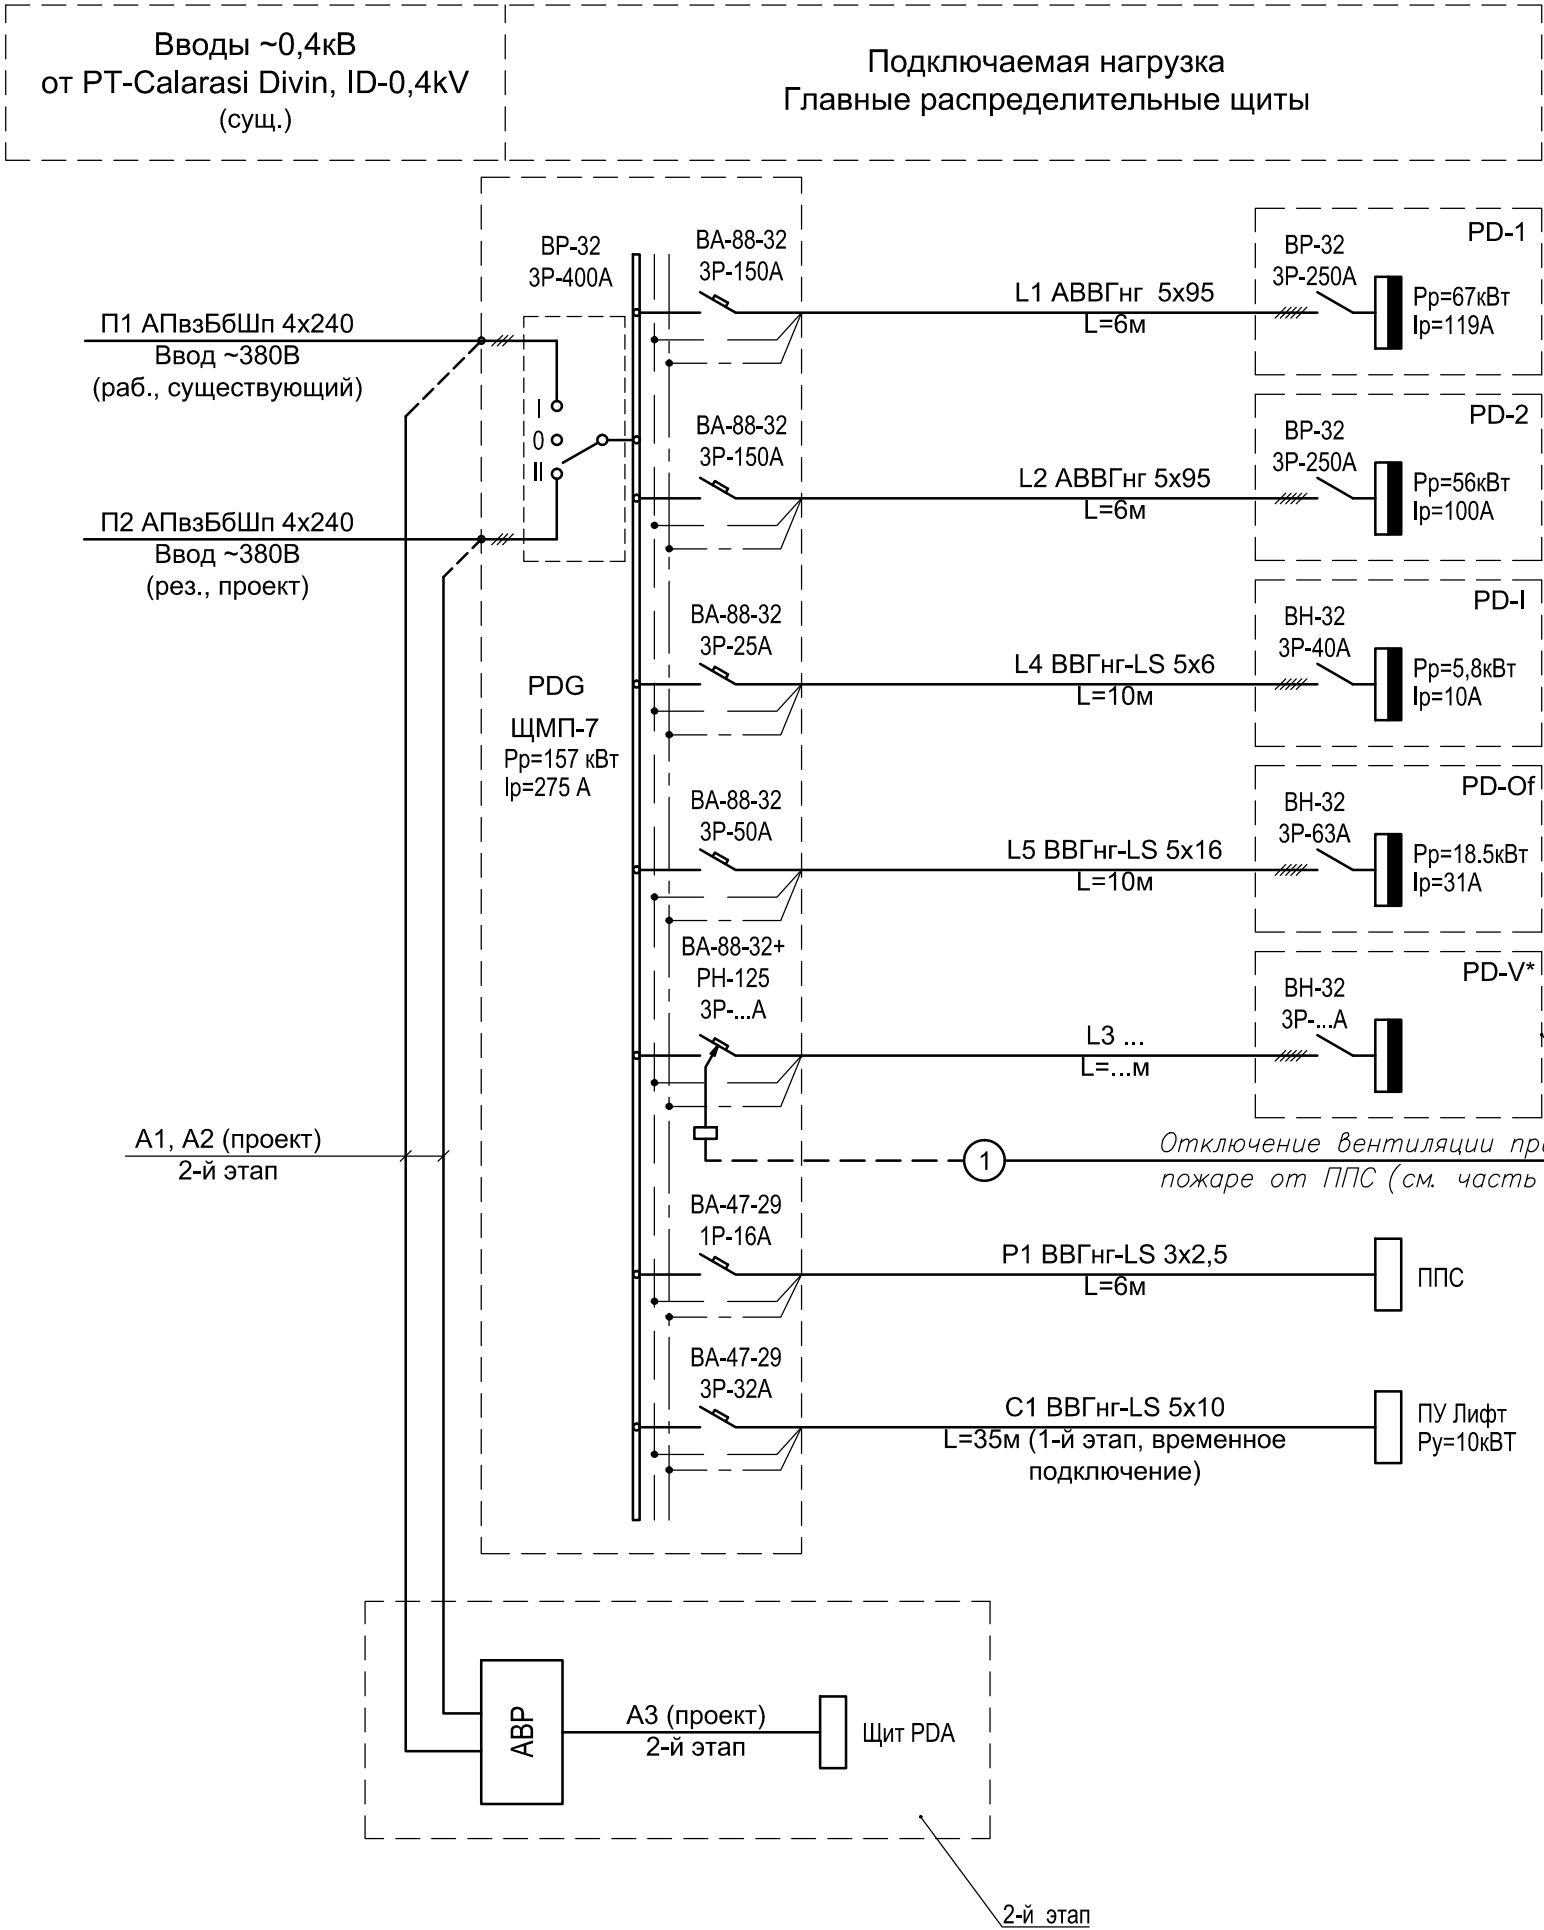 Вводы ~0,4кВ
от PT-Calarasi Divin, ID-0,4kV
(сущ.)
Подключаемая нагрузка
Главные распределительные щиты
П1 АПвзБбШп 4х240
Ввод ~380В
(раб., существующий)
П2 АПвзБбШп 4х240
Ввод ~380В
(рез., проект)
ВР-32
3Р-400А
I
0
II
PDG
ЩМП-7
Рр=157 кВт
Iр=275 А
ВА-88-32
3Р-150А
L1 АВВГнг 5х95
L=6м
ВР-32
3Р-250А
PD-1
Рр=67кВт
Iр=119А
ВА-88-32
3Р-150А
L2 АВВГнг 5х95
L=6м
ВР-32
3Р-250А
PD-2
Рр=56кВт
Iр=100А
ВА-88-32
3Р-25А
L4 ВВГнг-LS 5х6
L=10м
ВН-32
3Р-40А
PD-I
Рр=5,8кВт
Iр=10А
ВА-88-32
3Р-50А
L5 ВВГнг-LS 5х16
L=10м
ВН-32
3Р-63А
PD-Of
Рр=18.5кВт
Iр=31А
ВА-88-32+
РН-125
3Р-...А
L3 ...
L=...м
ВН-32
3Р-...А
PD-V*
1
Отключение вентиляции при
пожаре от ППС (см. часть
А1, А2 (проект)
2-й этап
ВА-47-29
1Р-16А
Р1 ВВГнг-LS 3х2,5
L=6м
ППС
ВА-47-29
3Р-32А
С1 ВВГнг-LS 5х10
L=35м (1-й этап, временное
подключение)
ПУ Лифт
Ру=10кВТ
АВР
А3 (проект)
2-й этап
Щит PDA
2-й этап